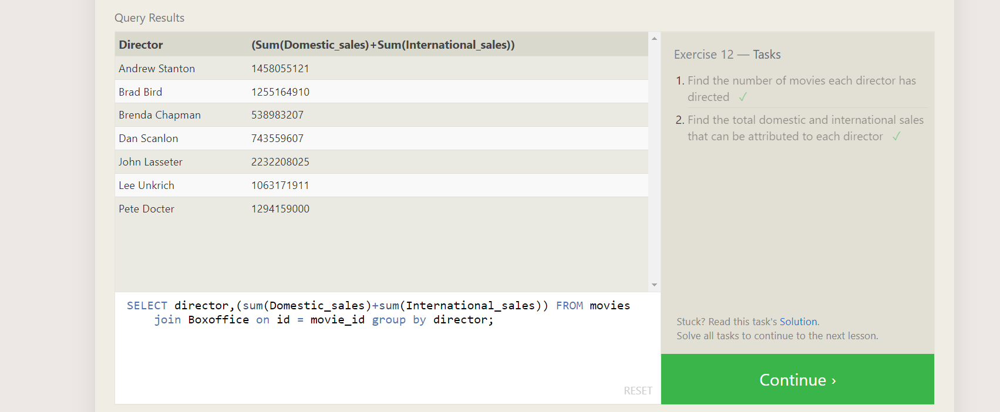 Query Results
Director (Sum(Domestic_sales)+Sum(International_sales))
Andrew Stanton 1458055121
Brad Bird 1255164910
Brenda Chapman 538983207
Dan Scanlon 743559607
John Lasseter 2232208025
Lee Unkrich 1063171911
Pete Docter 1294159000
SELECT director,(sum(Domestic_sales)+sum(International_sales)) FROM movies
join Boxoffice on id = movie_id group by director;
RESET
Exercise 12 — Tasks
1. Find the number of movies each director has
directed ✓
2. Find the total domestic and international sales
that can be attributed to each director ✓
Stuck? Read this task's Solution.
Solve all tasks to continue to the next lesson.
Continue ›